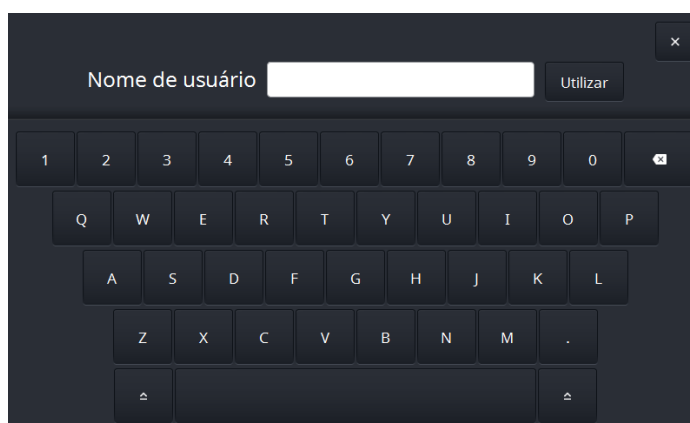 ×
Nome de usuário Utilizar
1 2 3 4 5 6 7 8 9 0
Q W E R T Y U I O P
A S D F G H J K L
Z X C V B N M .